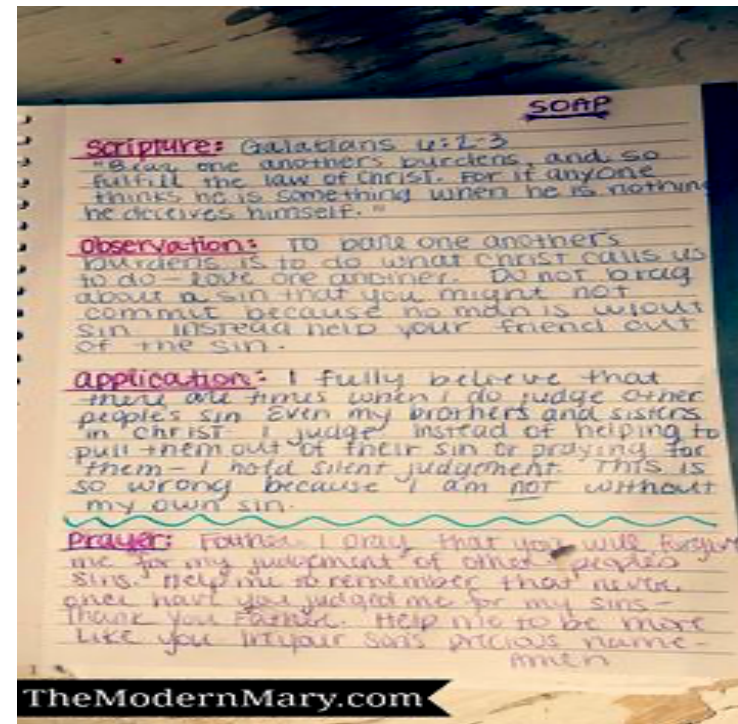 SOAP
Scripture: Galatians 6:2-3
"Bear one anothers burdens, and so
fulfill the law of Christ. For if anyone
thinks he is something when he is nothing
he deceives himself."
Observation: To bare one another's
burdens is to do what Christ calls us
to do - love one another. Do not brag
about a sin that you might not
commit because no man is w/out
sin. Instead help your friend out
of the sin.
Application: I fully believe that
there are times when I do judge other
people's sin. Even my brothers and sisters
in Christ. I judge instead of helping to
pull them out of their sin or praying for
them - I hold silent judgement. This is
so wrong because I am not without
my own sin.
Prayer: Father, I pray that you will forgive
me for my judgement of other people's
sins. Help me to remember that never
once have you judged me for my sins -
Thank you Father. Help me to be more
like you. In your son's precious name -
Amen
TheModernMary.com